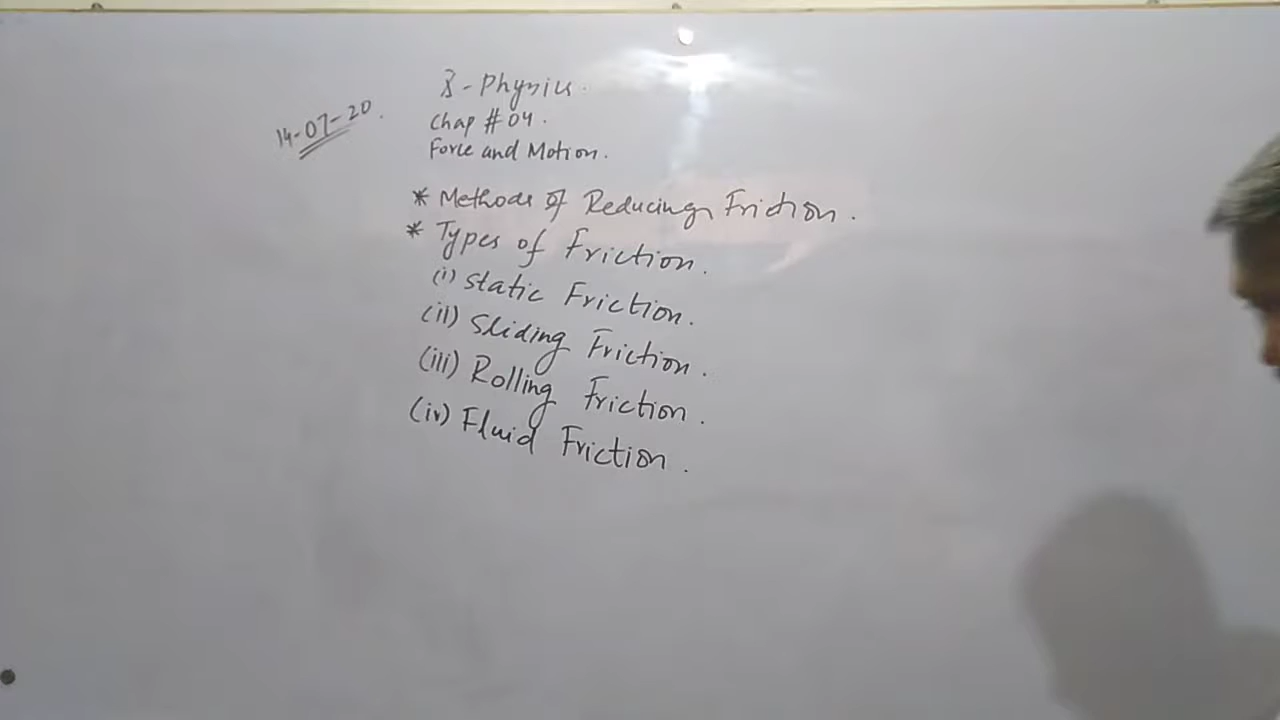 8-Physics.
14-07-20.
Chap # 04.
Force and Motion.
* Methods of Reducing Friction.
* Types of Friction.
(i) Static Friction.
(ii) Sliding Friction.
(iii) Rolling Friction.
(iv) Fluid Friction.